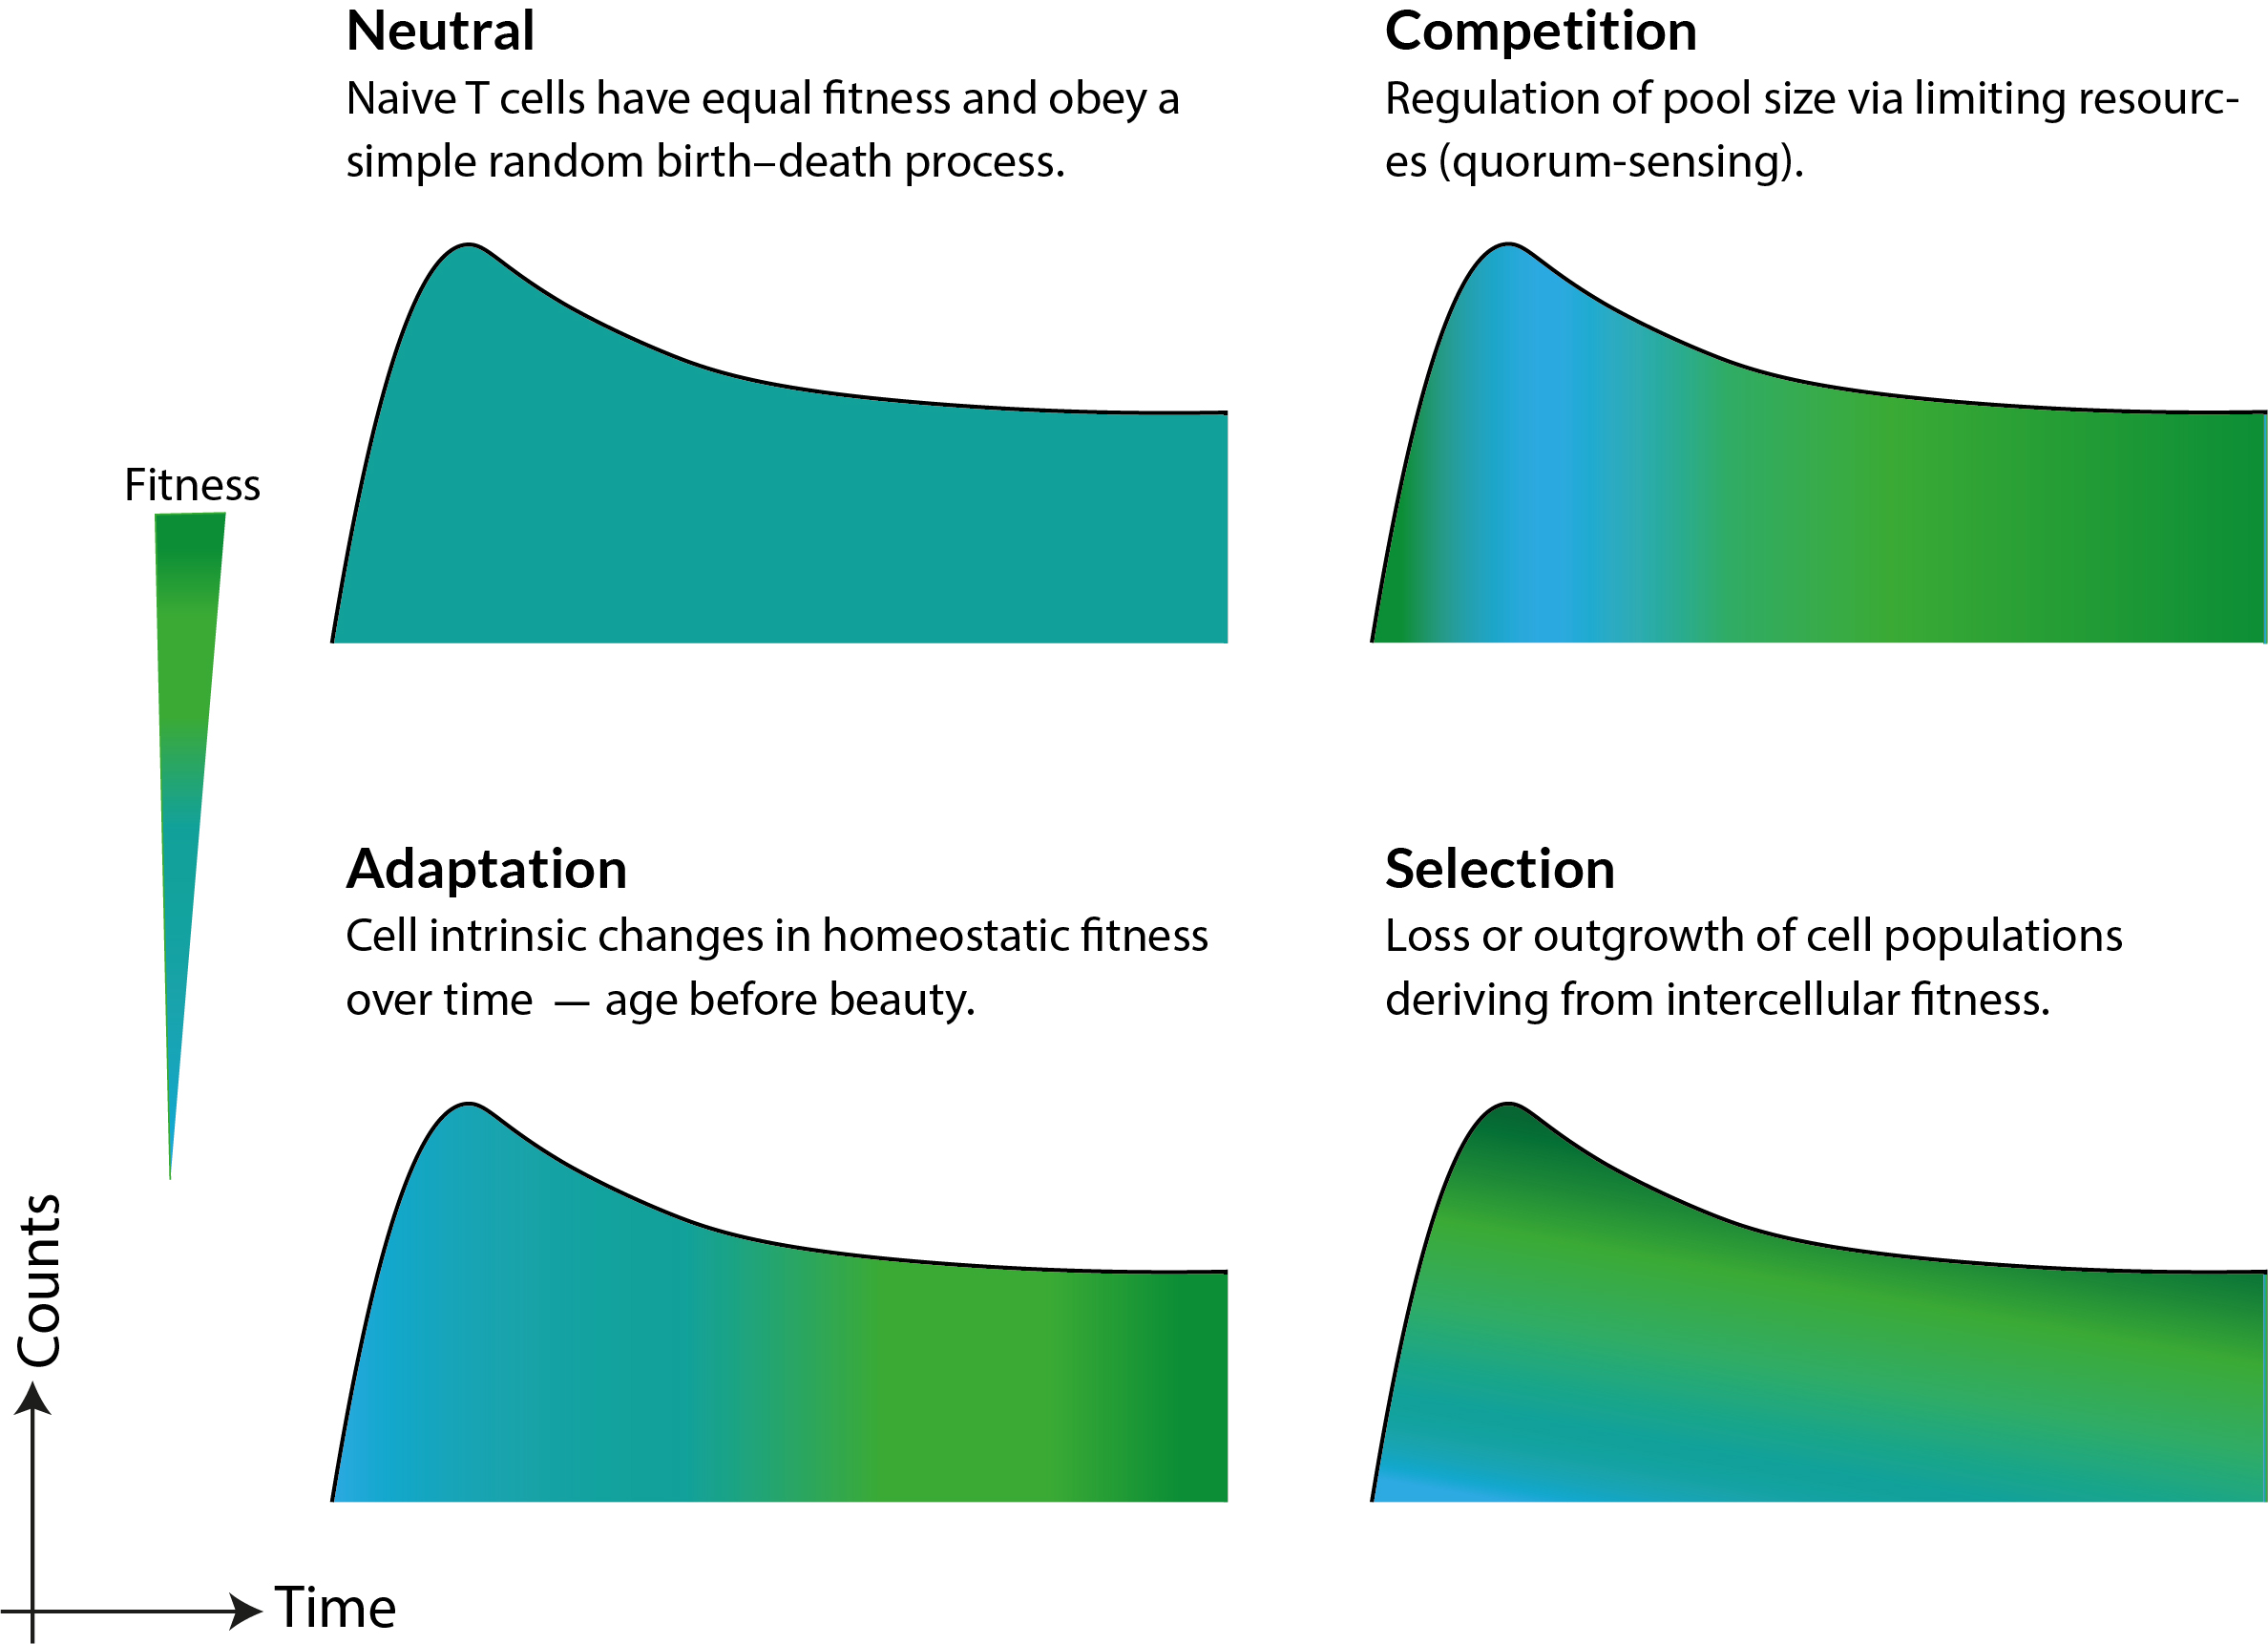 Neutral
Naive T cells have equal fitness and obey a
simple random birth–death process.
Competition
Regulation of pool size via limiting resourc-
es (quorum-sensing).
Fitness
Adaptation
Cell intrinsic changes in homeostatic fitness
over time — age before beauty.
Selection
Loss or outgrowth of cell populations
deriving from intercellular fitness.
Counts
Time